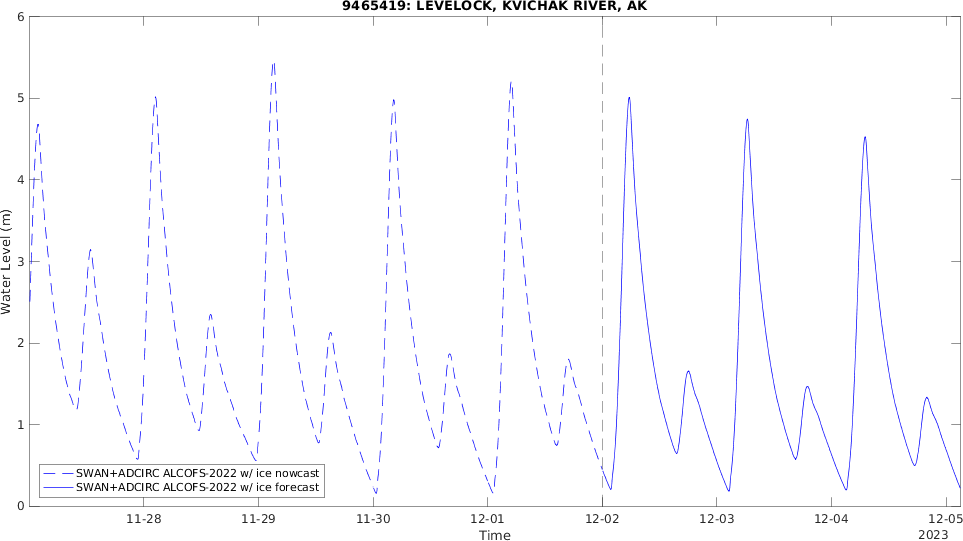 9465419: LEVELOCK, KVICHAK RIVER, AK
6
5
4
3
2
1
0
Water Level (m)
SWAN+ADCIRC ALCOFS-2022 w/ ice nowcast
SWAN+ADCIRC ALCOFS-2022 w/ ice forecast
11-28 11-29 11-30 12-01 12-02 12-03 12-04 12-05
Time
2023